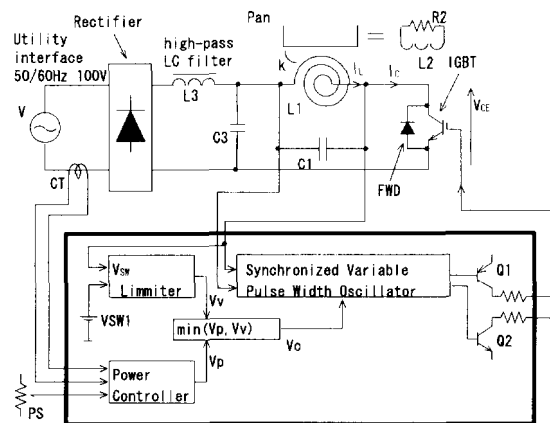 Utility
interface
50/60Hz 100V
Rectifier
high-pass
LC filter
L3
Pan
k
L1
=
R2
L2
IL
IC
IGBT
VCE
V
C3
C1
FWD
CT
VSW
Limmiter
VSW1
Vv
min(Vp,Vv)
Vc
Vp
Power
Controller
PS
Synchronized Variable
Pulse Width Oscillator
Q1
Q2